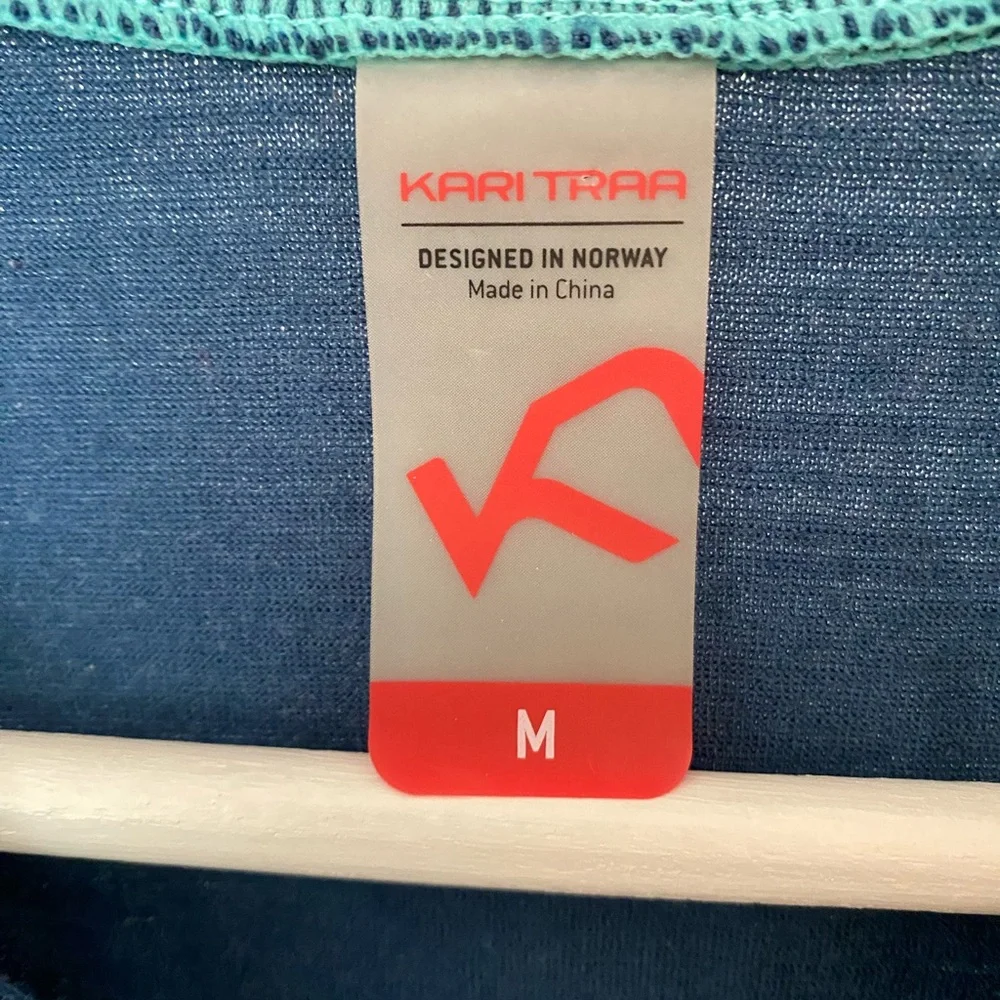 KARI TRAA
DESIGNED IN NORWAY
Made in China
M